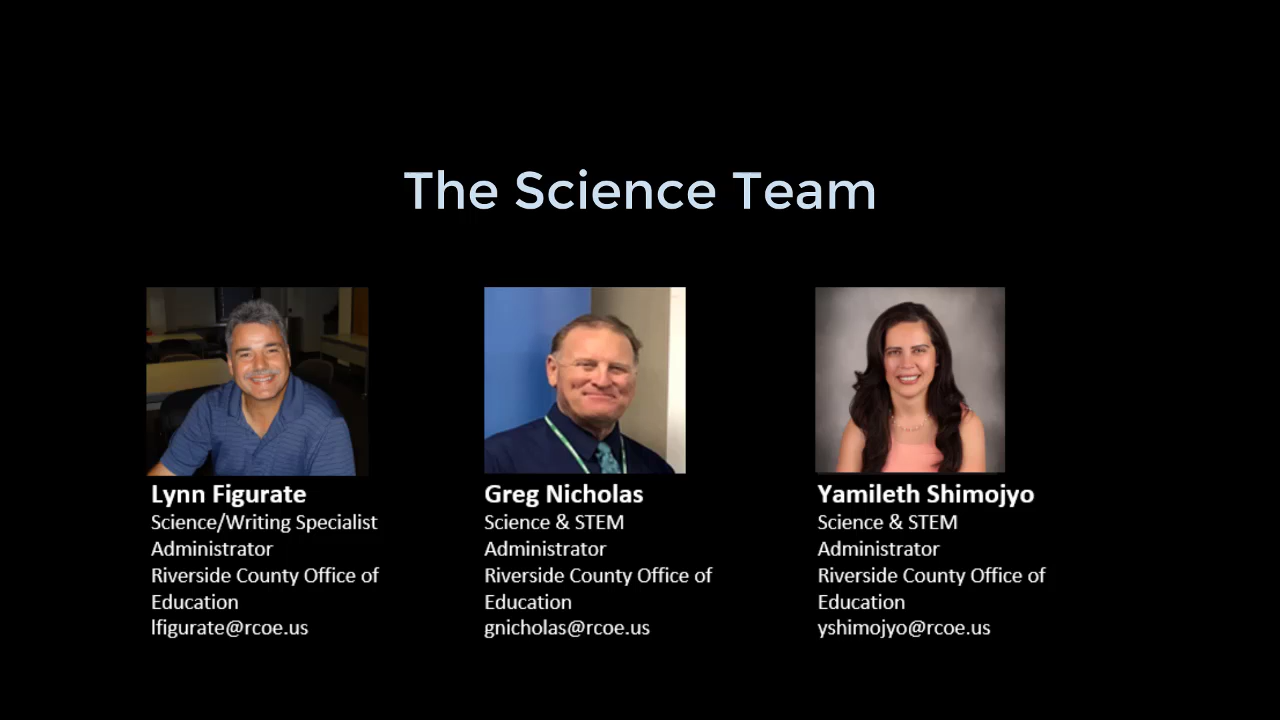 The Science Team
Lynn Figurate
Science/Writing Specialist
Administrator
Riverside County Office of
Education
lfigurate@rcoe.us
Greg Nicholas
Science & STEM
Administrator
Riverside County Office of
Education
gnicholas@rcoe.us
Yamileth Shimojyo
Science & STEM
Administrator
Riverside County Office of
Education
yshimojyo@rcoe.us